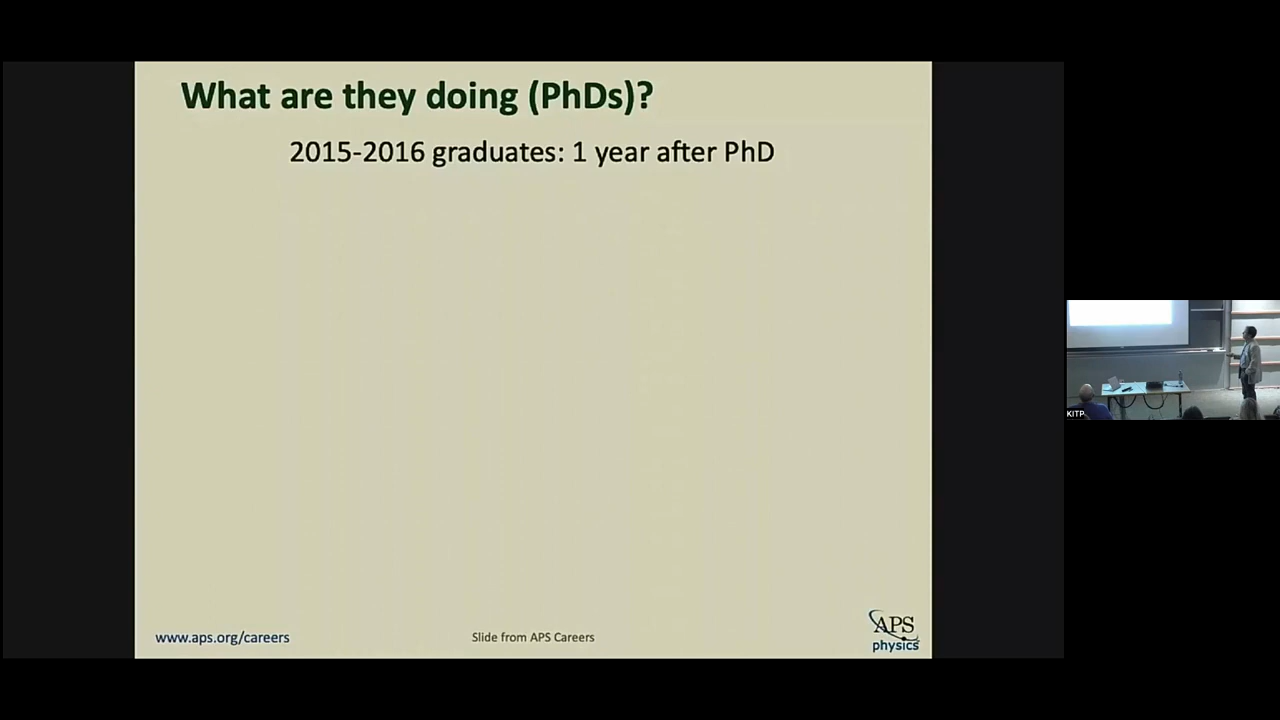 What are they doing (PhDs)?
2015-2016 graduates: 1 year after PhD
www.aps.org/careers
Slide from APS Careers
APS
physics
KITP